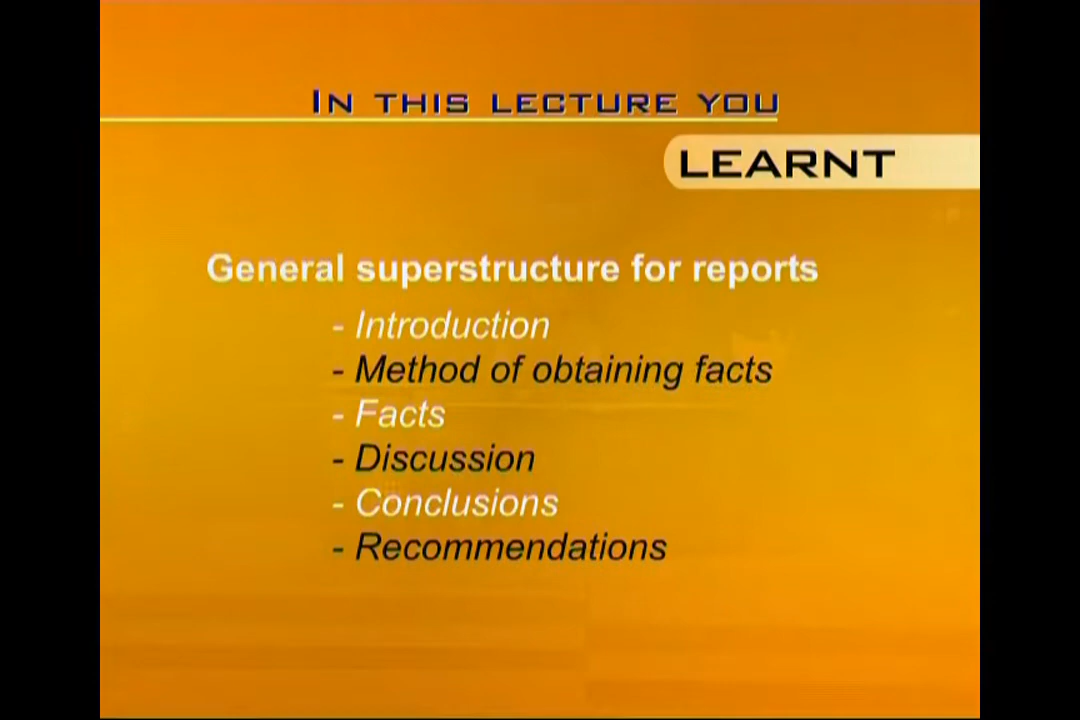 IN THIS LECTURE YOU
LEARNT
General superstructure for reports
- Introduction
- Method of obtaining facts
- Facts
- Discussion
- Conclusions
- Recommendations